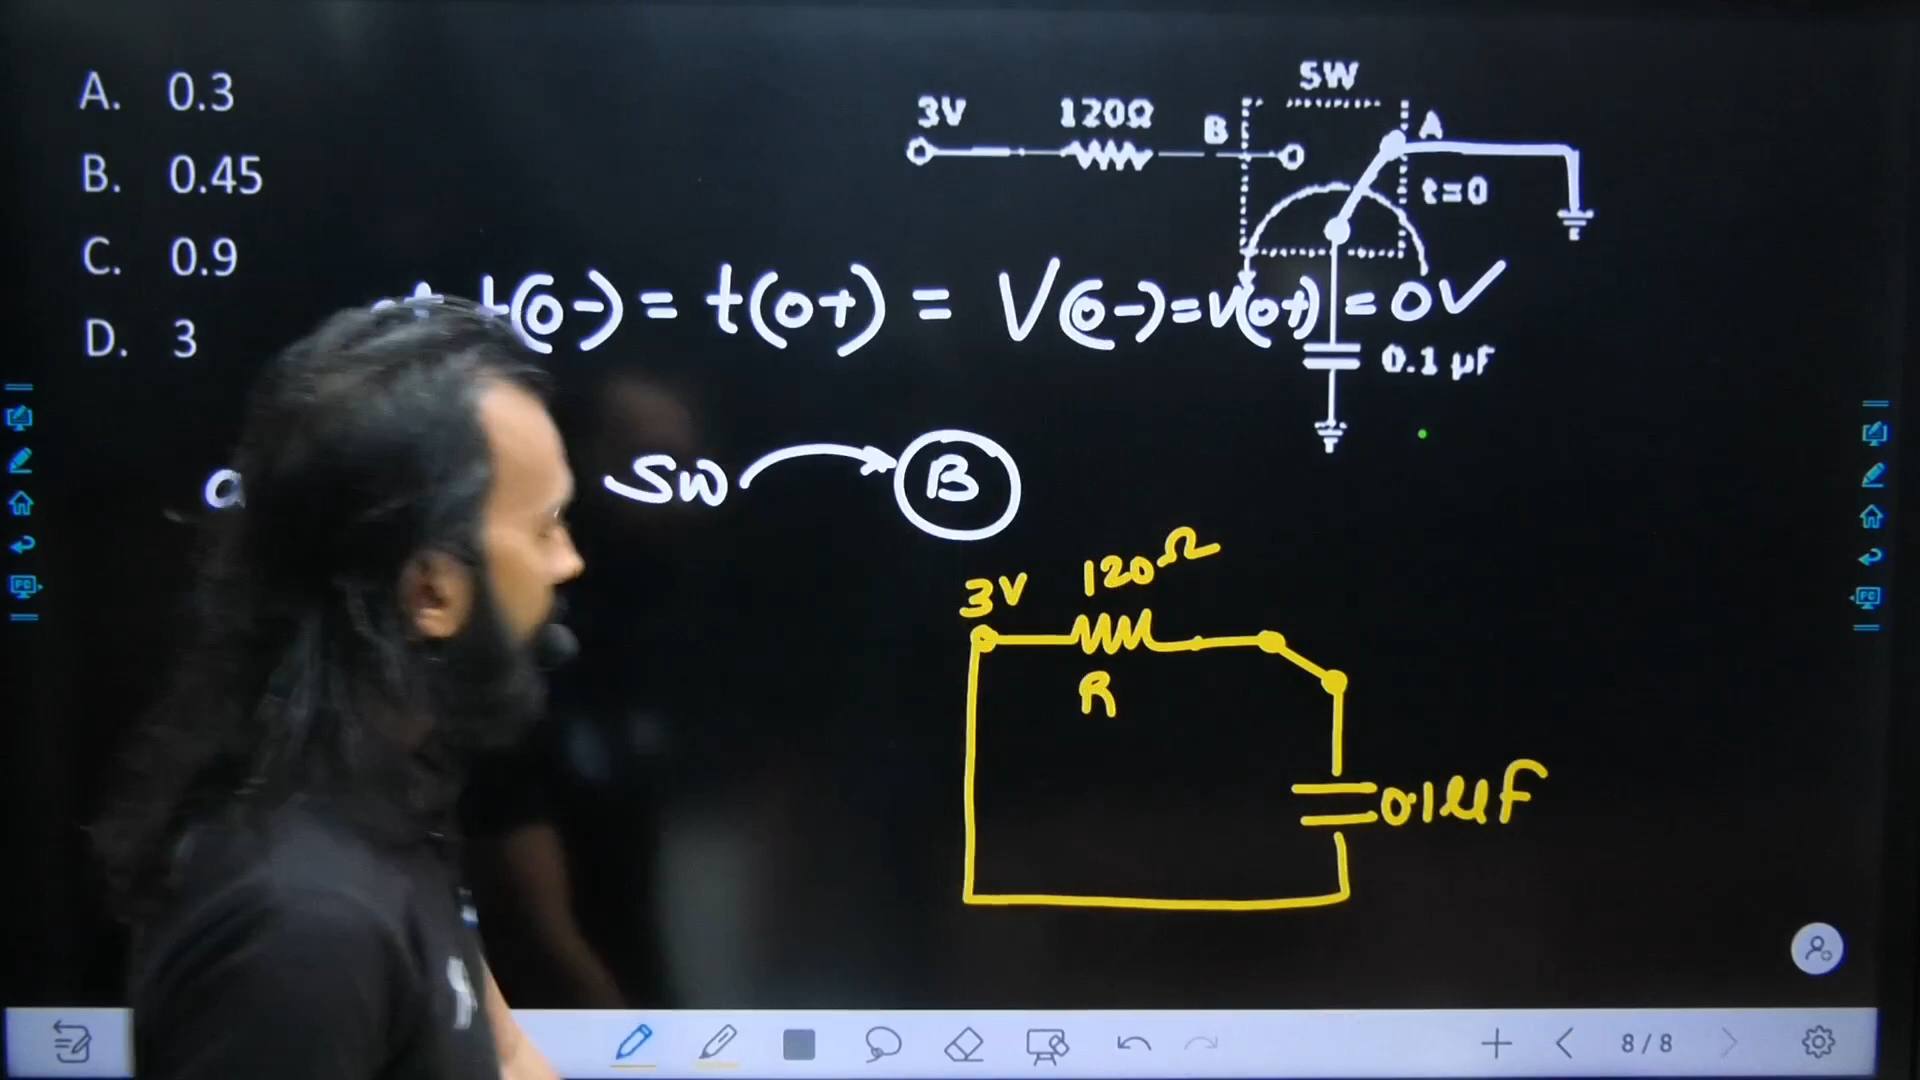 A. 0.3
B. 0.45
C. 0.9
D. 3
SW
3V 120Ω B A
t=0
t(0-) = t(0+) = V(0-)=V(0+) = 0V
0.1 μF
SW B
3V 120Ω
R
0.1μF
8/8